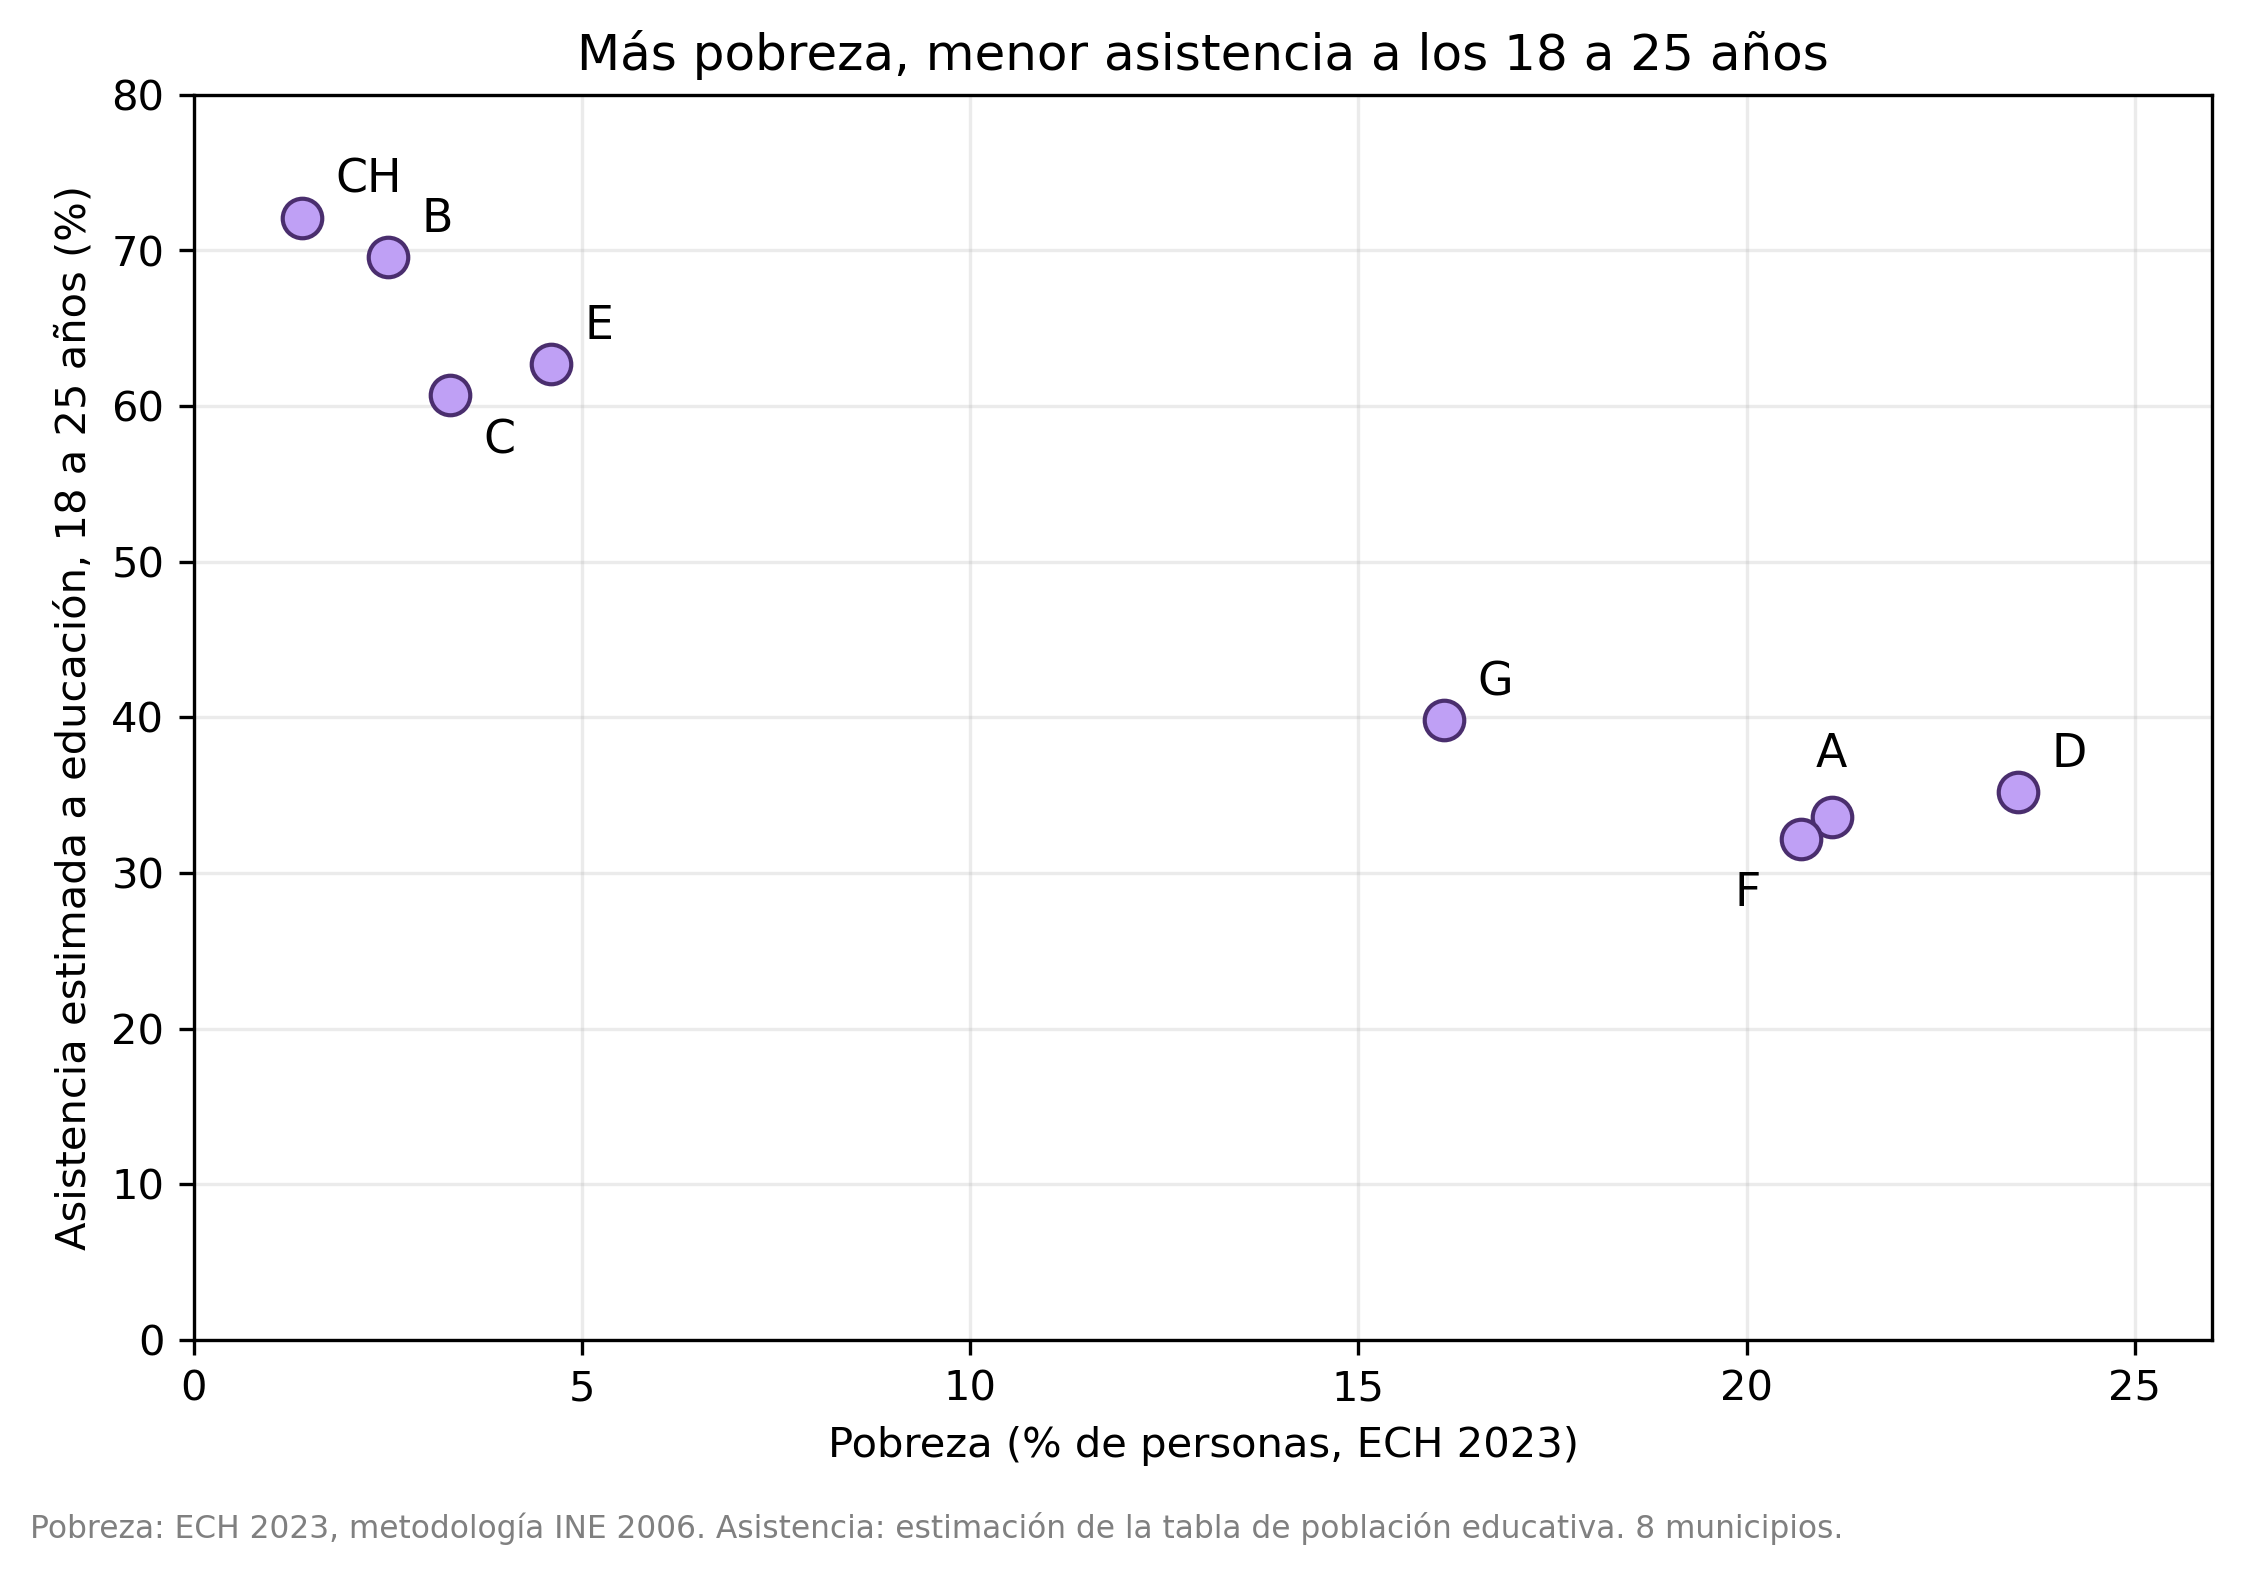 Más pobreza, menor asistencia a los 18 a 25 años
Asistencia estimada a educación, 18 a 25 años (%)
80
70
60
50
40
30
20
10
0
CH
B
E
C
G
A
D
F
0
5
10
15
20
25
Pobreza (% de personas, ECH 2023)
Pobreza: ECH 2023, metodología INE 2006. Asistencia: estimación de la tabla de población educativa. 8 municipios.